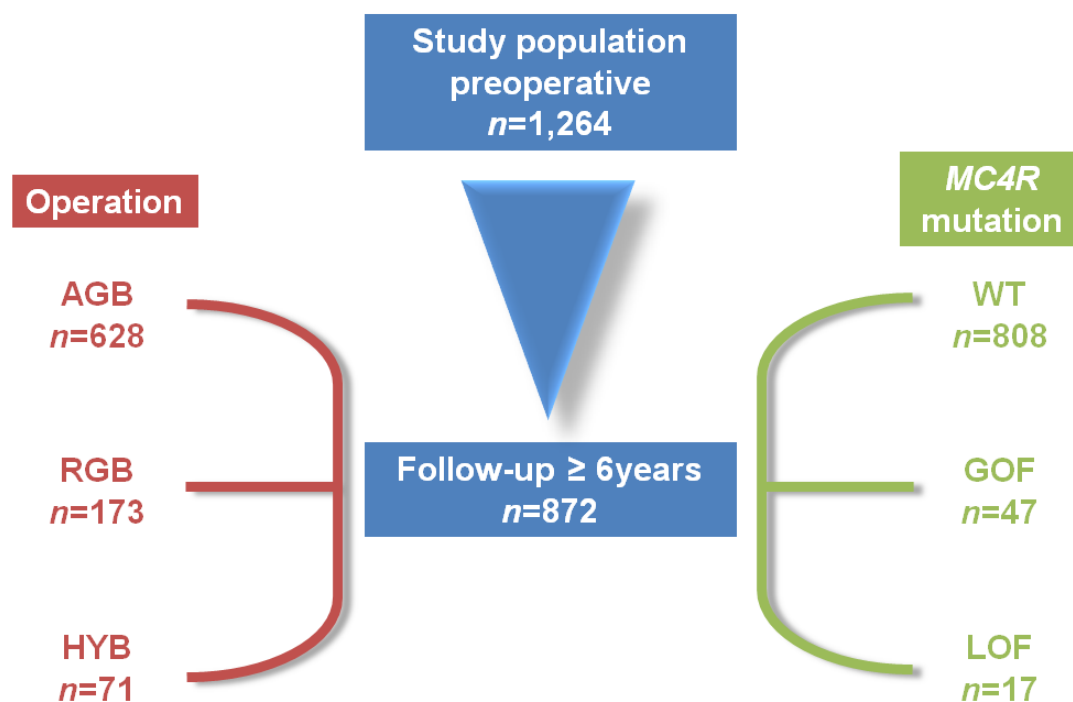 Study population
preoperative
n=1,264
Operation
AGB
n=628
RGB
n=173
HYB
n=71
Follow-up ≥ 6years
n=872
MC4R
mutation
WT
n=808
GOF
n=47
LOF
n=17